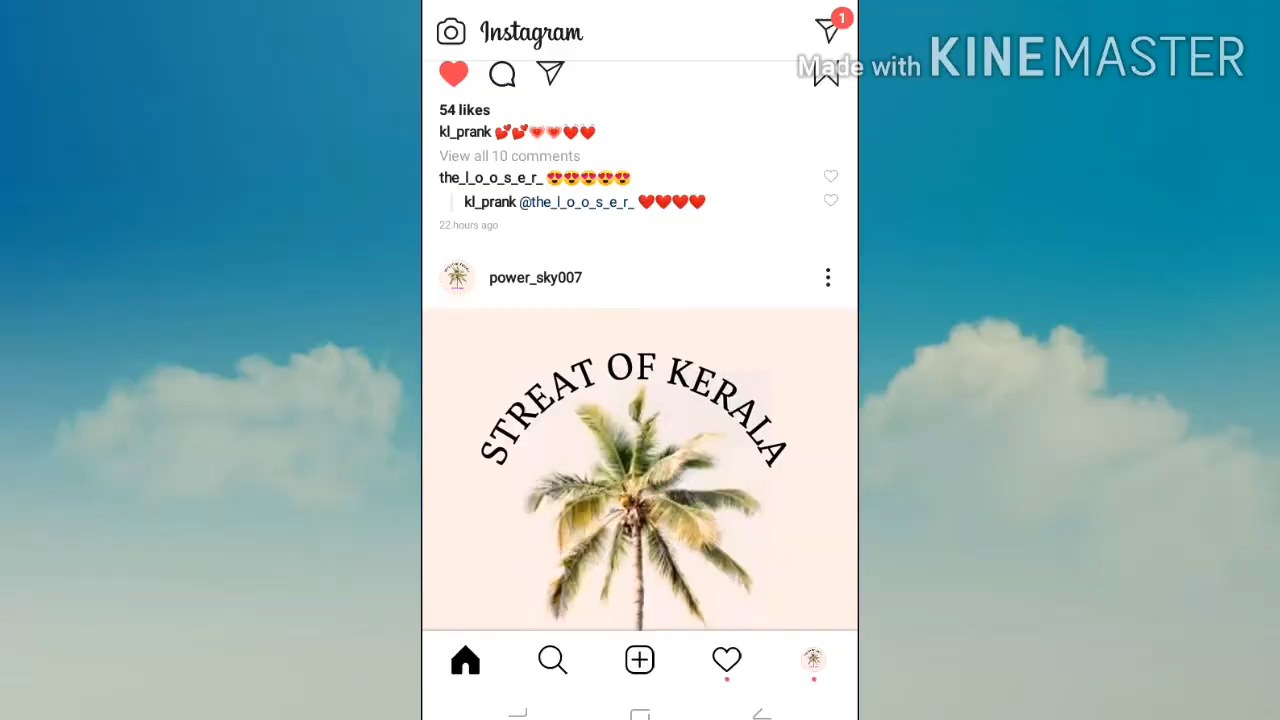 Instagram
1
Made with KINEMASTER
54 likes
kl_prank 💕💕💗💗❤️❤️
View all 10 comments
the_l_o_o_s_e_r_ 😍😍😍😍😍
kl_prank @the_l_o_o_s_e_r_ ❤️❤️❤️❤️
22 hours ago
power_sky007
STREAT OF KERALA